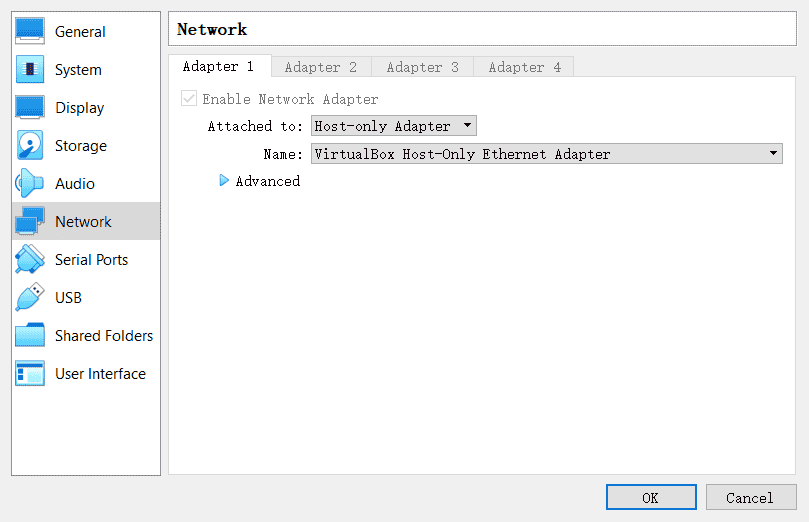 General
System
Display
Storage
Audio
Network
Serial Ports
USB
Shared Folders
User Interface
Network
Adapter 1 Adapter 2 Adapter 3 Adapter 4
Enable Network Adapter
Attached to: Host-only Adapter
Name: VirtualBox Host-Only Ethernet Adapter
Advanced
OK Cancel